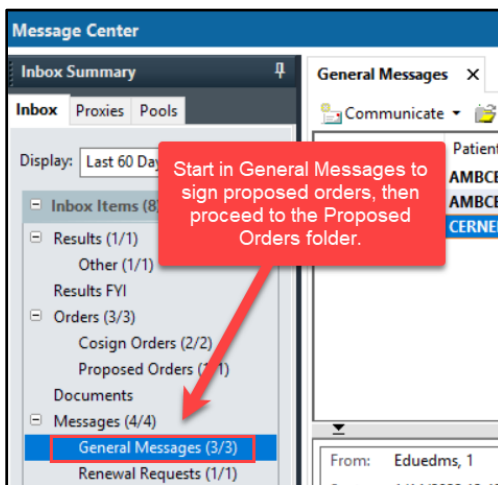 Message Center
Inbox Summary
Inbox Proxies Pools
Display: Last 60 Day
Inbox Items (8)
Results (1/1)
Other (1/1)
Results FYI
Orders (3/3)
Cosign Orders (2/2)
Proposed Orders
Documents
Messages (4/4)
General Messages (3/3)
Renewal Requests (1/1)
Start in General Messages to
sign proposed orders, then
proceed to the Proposed
Orders folder.
General Messages
Communicate
Patient
AMBCE
AMBCE
CERNE
From: Eduedms, 1